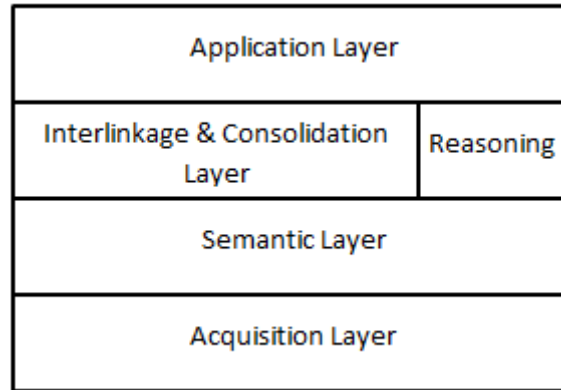 Application Layer
Interlinkage & Consolidation
Layer
Reasoning
Semantic Layer
Acquisition Layer